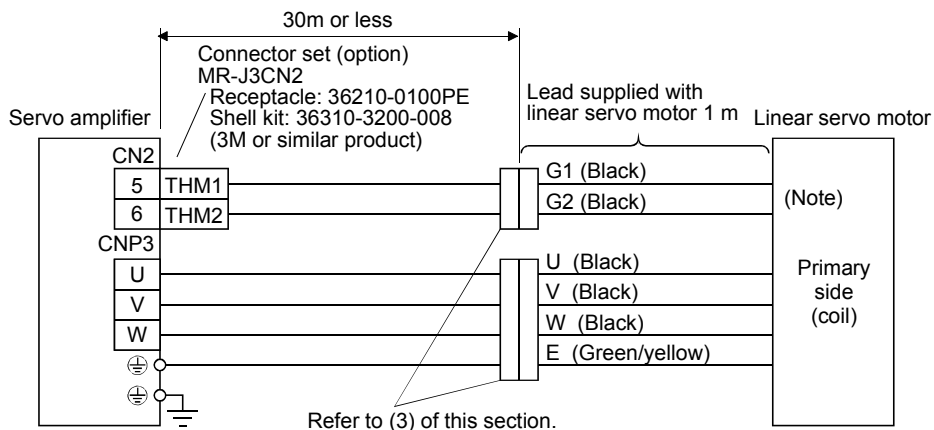 30m or less
Connector set (option)
MR-J3CN2
Receptacle: 36210-0100PE
Shell kit: 36310-3200-008
(3M or similar product)
Lead supplied with
linear servo motor 1 m
Servo amplifier
Linear servo motor
CN2
5 THM1
6 THM2
G1 (Black)
G2 (Black)
(Note)
CNP3
U
V
W
U (Black)
V (Black)
W (Black)
E (Green/yellow)
Primary
side
(coil)
Refer to (3) of this section.